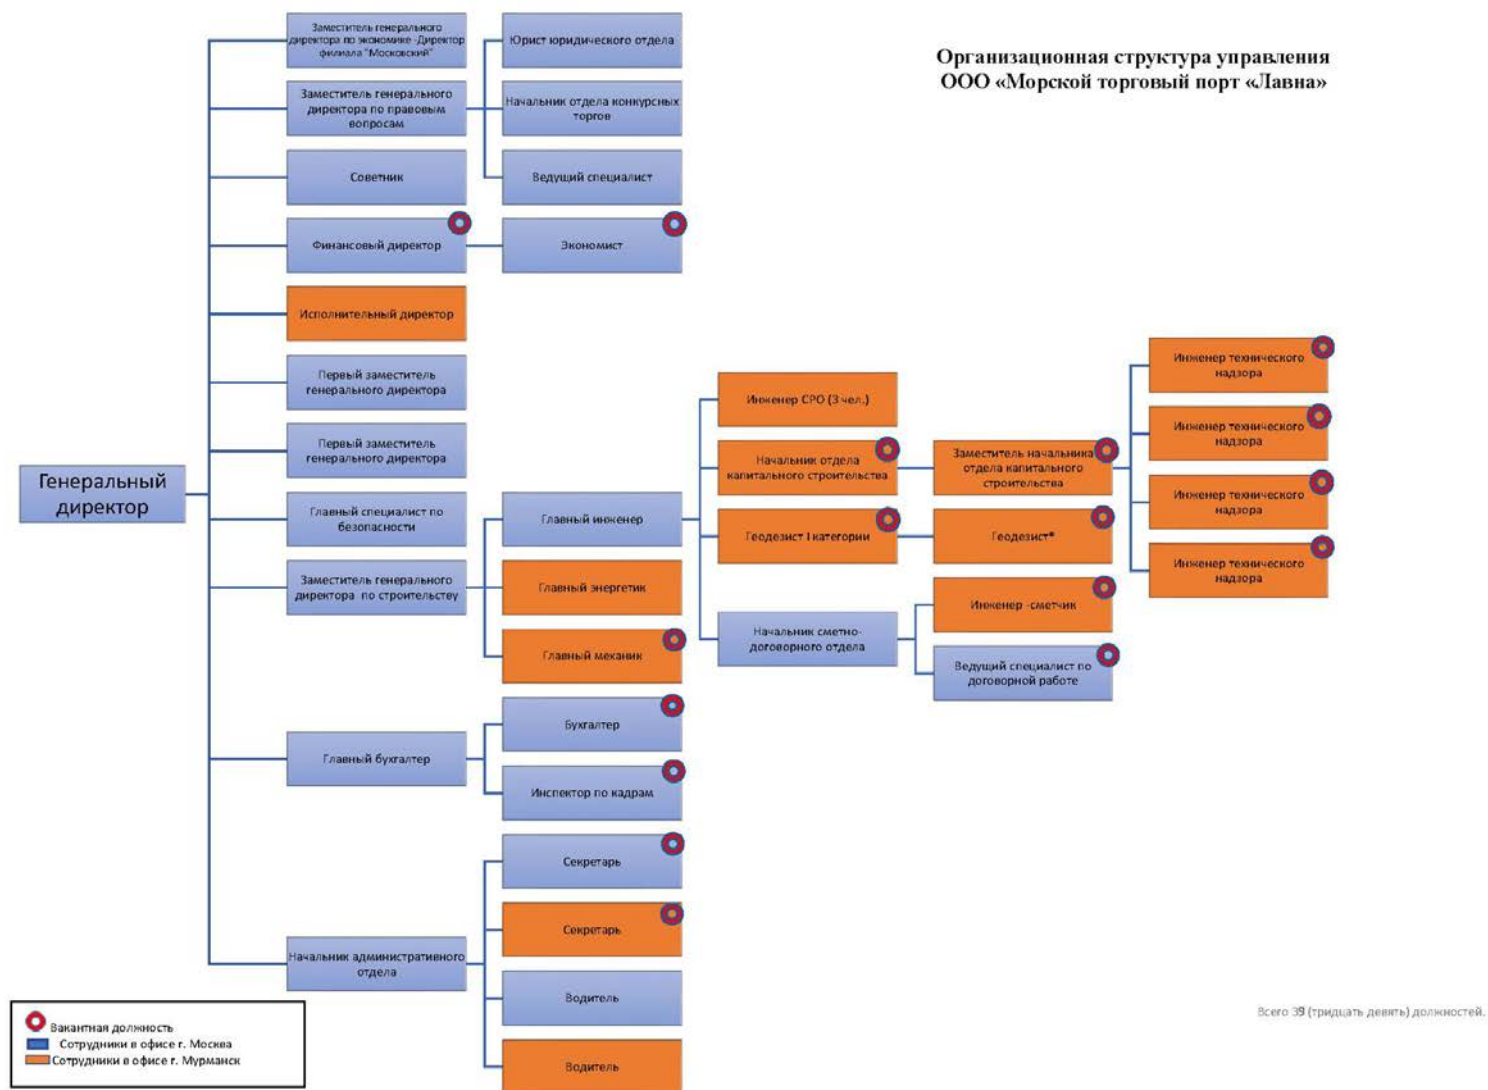 Организационная структура управления
ООО «Морской торговый порт «Лавна»
Генеральный
директор
Заместитель генерального
директора по экономике -Директор
филиала "Московский"
Заместитель генерального
директора по правовым
вопросам
Юрист юридического отдела
Начальник отдела конкурсных
торгов
Ведущий специалист
Советник
Финансовый директор
Экономист
Исполнительный директор
Первый заместитель
генерального директора
Первый заместитель
генерального директора
Главный специалист по
безопасности
Заместитель генерального
директора по строительству
Главный инженер
Главный энергетик
Главный механик
Инженер СРО (3 чел.)
Начальник отдела
капитального строительства
Заместитель начальника
отдела капитального
строительства
Инженер технического
надзора
Инженер технического
надзора
Инженер технического
надзора
Инженер технического
надзора
Геодезист I категории
Геодезист*
Начальник сметно-
договорного отдела
Инженер -сметчик
Ведущий специалист по
договорной работе
Главный бухгалтер
Бухгалтер
Инспектор по кадрам
Начальник административного
отдела
Секретарь
Секретарь
Водитель
Водитель
Вакантная должность
Сотрудники в офисе г. Москва
Сотрудники в офисе г. Мурманск
Всего 39 (тридцать девять) должностей.